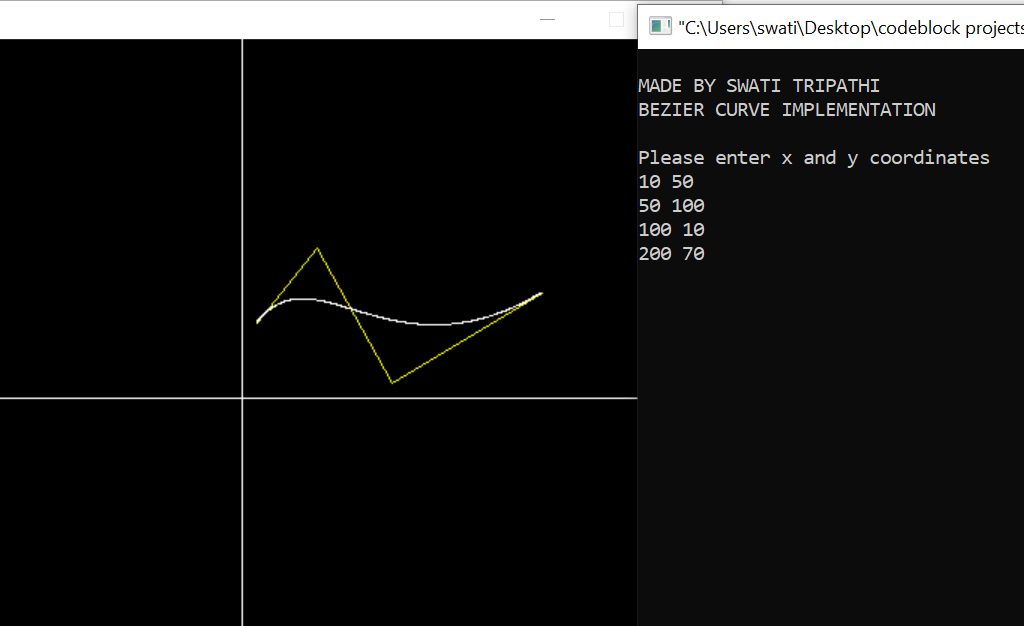 "C:\Users\swati\Desktop\codeblock projects
MADE BY SWATI TRIPATHI
BEZIER CURVE IMPLEMENTATION
Please enter x and y coordinates
10 50
50 100
100 10
200 70